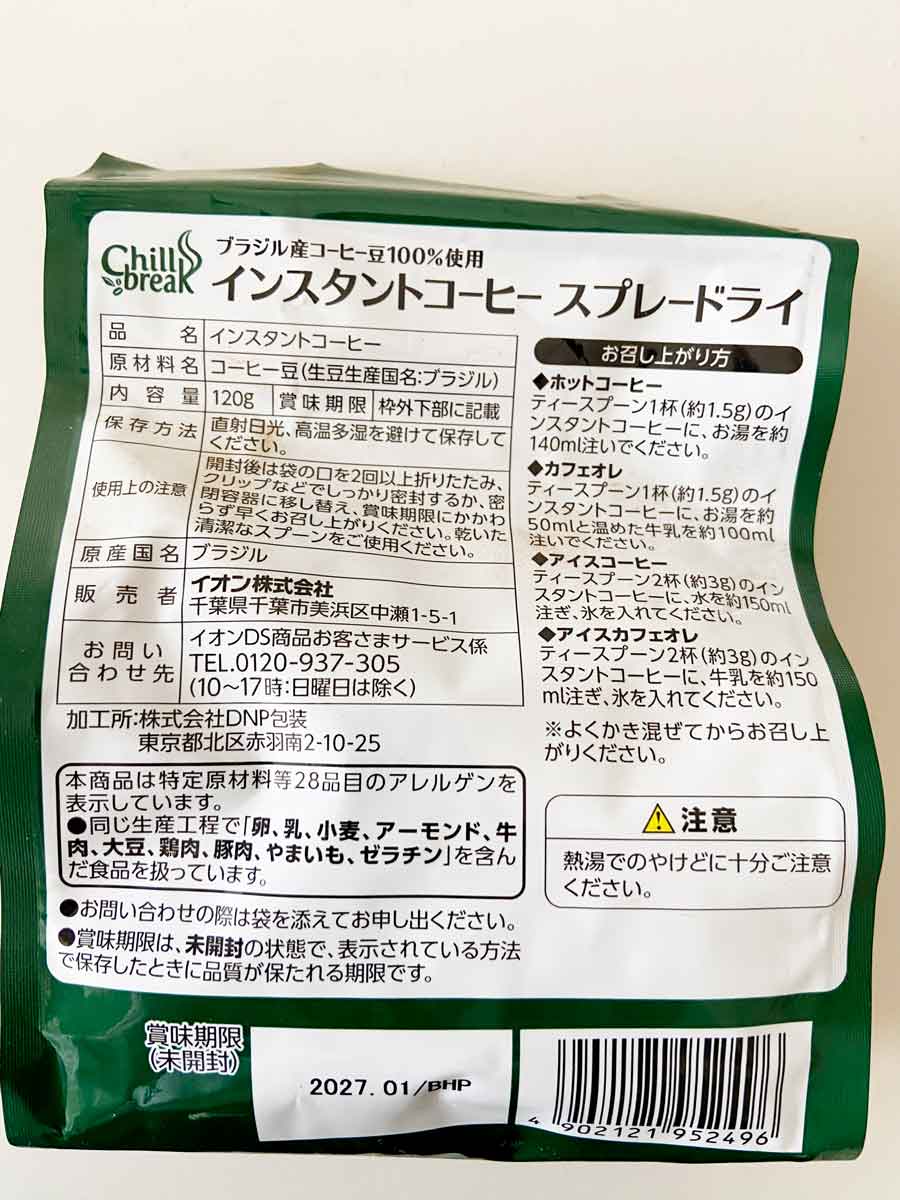 Chill break
ブラジル産コーヒー豆100%使用
インスタントコーヒー スプレードライ
品名 インスタントコーヒー
原材料名 コーヒー豆(生豆生産国名:ブラジル)
内容量 120g 賞味期限 枠外下部に記載
保存方法 直射日光、高温多湿を避けて保存して
ください。
使用上の注意 開封後は袋の口を2回以上折りたたみ、
クリップなどでしっかり密封するか、密
閉容器に移し替え、賞味期限にかかわ
らず早くお召し上がりください。乾いた
清潔なスプーンをご使用ください。
原産国名 ブラジル
販売者 イオン株式会社
千葉県千葉市美浜区中瀬1-5-1
お問い
合わせ先
イオンDS商品お客さまサービス係
TEL.0120-937-305
(10〜17時:日曜日は除く)
加工所:株式会社DNP包装
東京都北区赤羽南2-10-25
本商品は特定原材料等28品目のアレルゲンを
表示しています。
●同じ生産工程で「卵、乳、小麦、アーモンド、牛
肉、大豆、鶏肉、豚肉、やまいも、ゼラチン」を含ん
だ食品を扱っています。
●お問い合わせの際は袋を添えてお申し出ください。
●賞味期限は、未開封の状態で、表示されている方法
で保存したときに品質が保たれる期限です。
お召し上がり方
◆ホットコーヒー
ティースプーン1杯(約1.5g)のイ
ンスタントコーヒーに、お湯を約
140ml注いでください。
◆カフェオレ
ティースプーン1杯(約1.5g)のイ
ンスタントコーヒーに、お湯を約
50mlと温めた牛乳を約100ml
注いでください。
◆アイスコーヒー
ティースプーン2杯(約3g)のイン
スタントコーヒーに、水を約150ml
注ぎ、氷を入れてください。
◆アイスカフェオレ
ティースプーン2杯(約3g)のイン
スタントコーヒーに、牛乳を約150
ml注ぎ、氷を入れてください。
※よくかき混ぜてからお召し上
がりください。
注意
熱湯でのやけどに十分ご注意
ください。
賞味期限
(未開封)
2027. 01/BHP
4 902121 952496